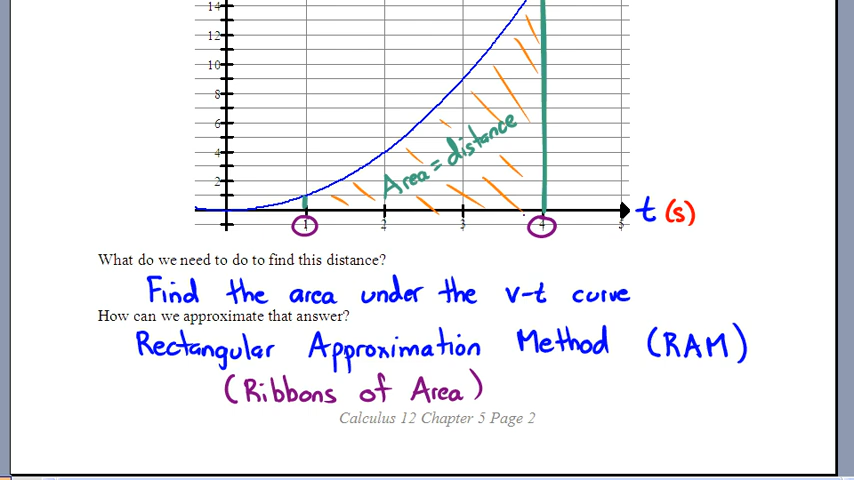 14
12
10
8
6
4
2
Area = distance
1 2 3 4 5
t (s)
What do we need to do to find this distance?
Find the area under the v-t curve
How can we approximate that answer?
Rectangular Approximation Method (RAM)
(Ribbons of Area)
Calculus 12 Chapter 5 Page 2